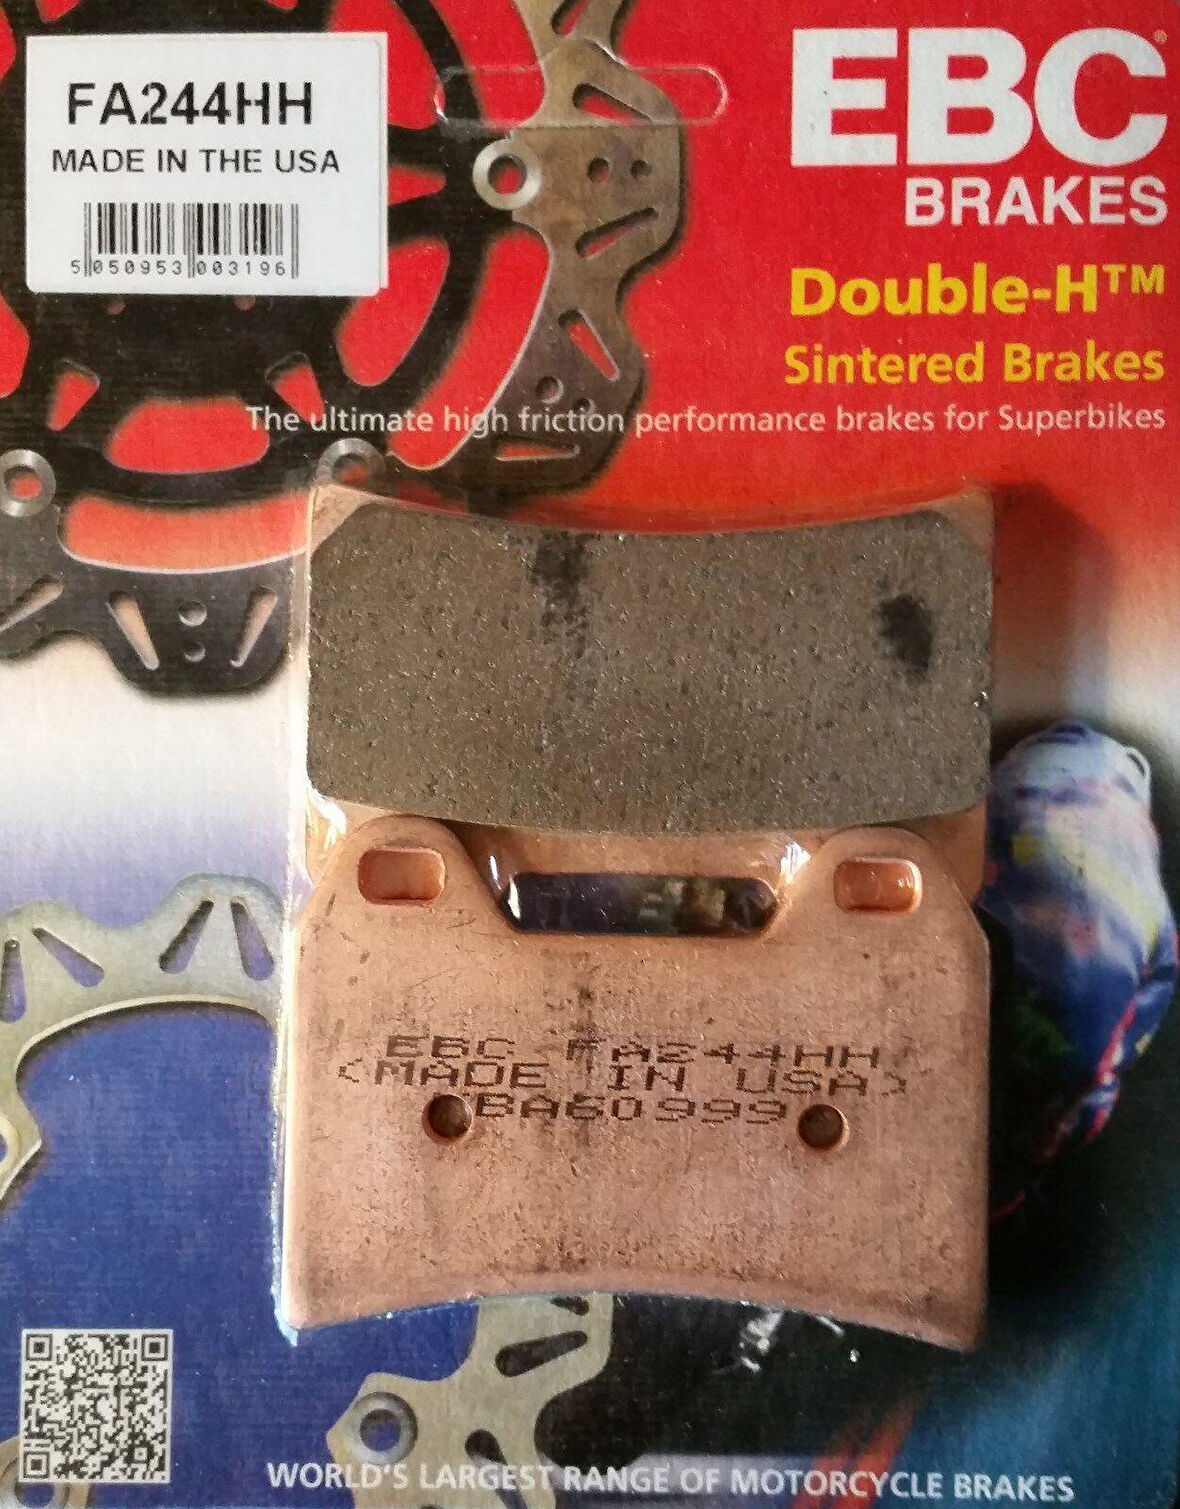 FA244HH
MADE IN THE USA
5 050953 003196
EBC®
BRAKES
Double-H™
Sintered Brakes
The ultimate high friction performance brakes for Superbikes
EBC FA244HH
<MADE IN USA>
BA60999
WORLD'S LARGEST RANGE OF MOTORCYCLE BRAKES